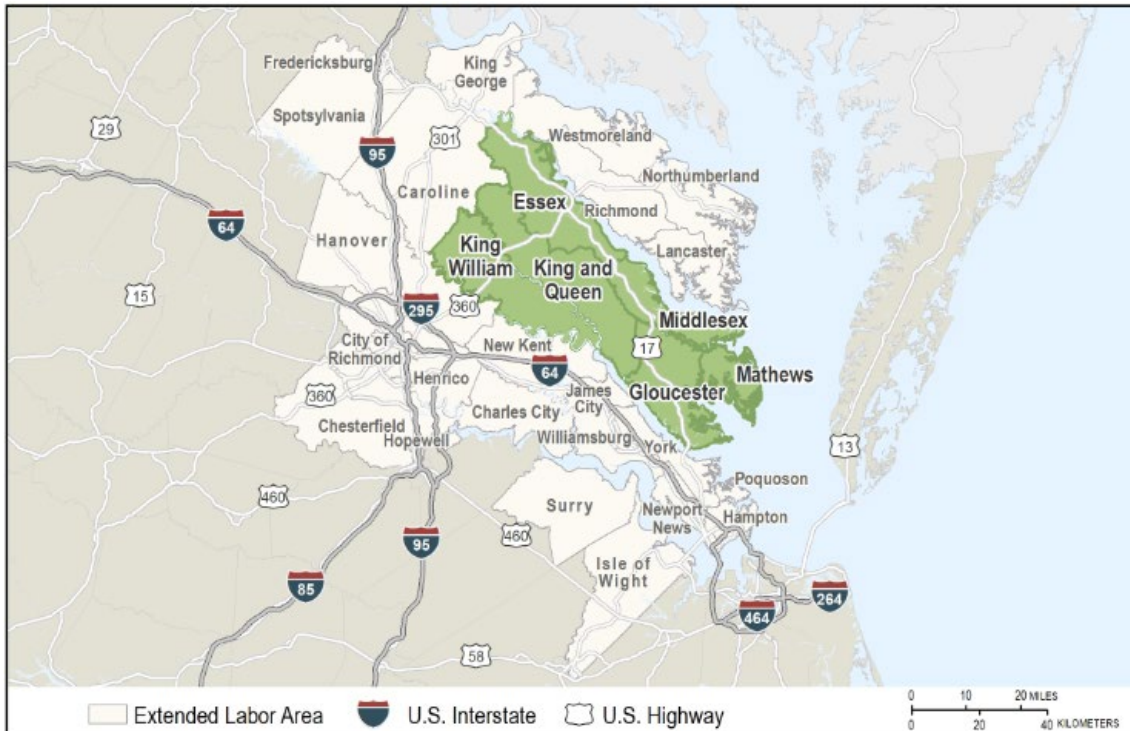 Fredericksburg
King
George
Spotsylvania
29
95
301
Westmoreland
Northumberland
Caroline
Essex
Richmond
64
Hanover
King
William
King and
Queen
Lancaster
15
295
360
Middlesex
City of
Richmond
New Kent
17
Mathews
64
Henrico
James
City
Gloucester
360
Charles City
Chesterfield
Hopewell
Williamsburg
York
13
Poquoson
460
Surry
Newport
News
Hampton
95
460
Isle of
Wight
85
264
464
58
Extended Labor Area
U.S. Interstate
U.S. Highway
0 10 20 MILES
0 20 40 KILOMETERS